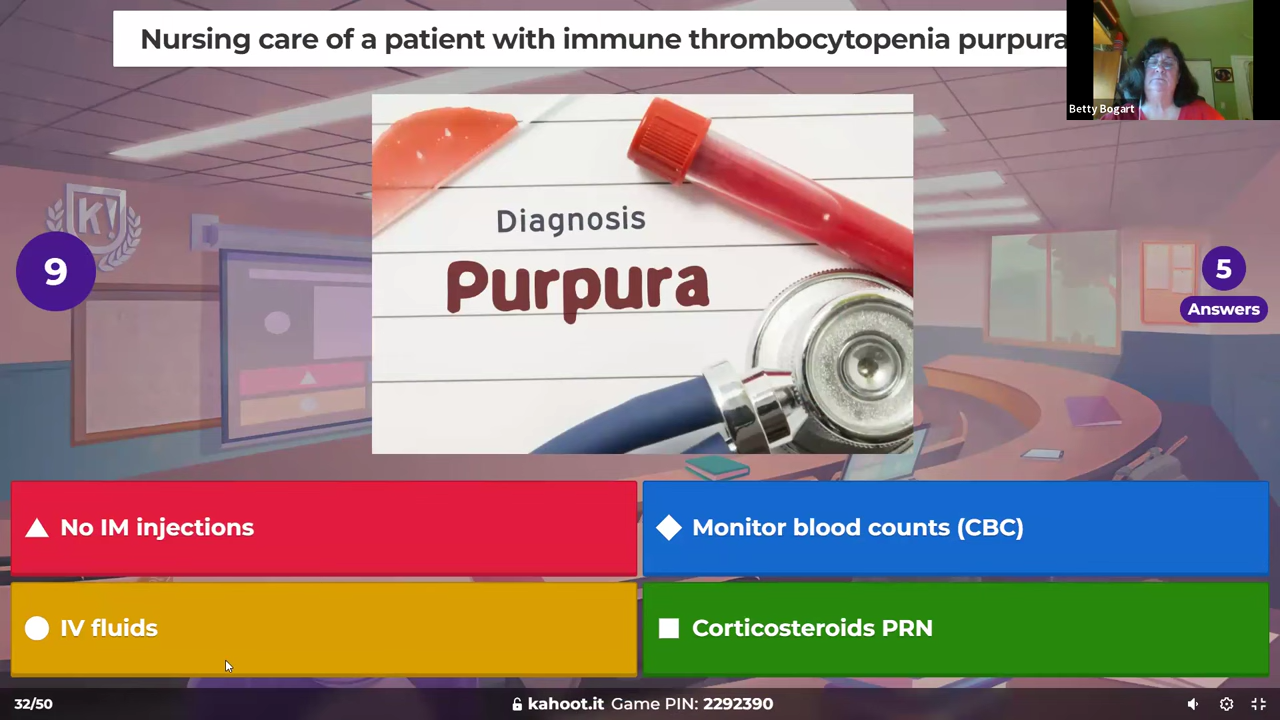 Nursing care of a patient with immune thrombocytopenia purpura
Betty Bogart
K!
Diagnosis
Purpura
9
5
Answers
No IM injections
Monitor blood counts (CBC)
IV fluids
Corticosteroids PRN
32/50
kahoot.it Game PIN: 2292390